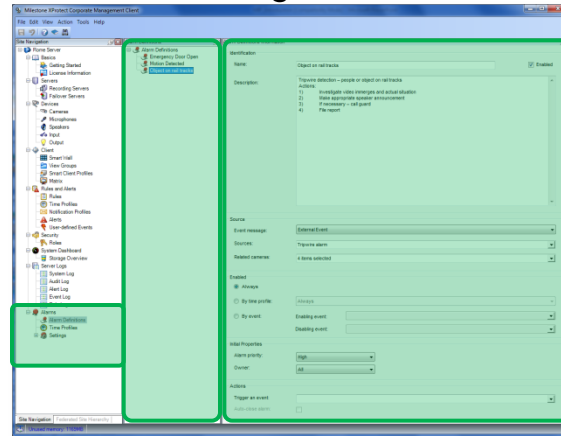 Milestone XProtect Corporate Management Client
File Edit View Action Tools Help
Site Navigation
Rome Server
Basics
Getting Started
License Information
Servers
Recording Servers
Failover Servers
Devices
Cameras
Microphones
Speakers
Input
Output
Client
Smart Wall
View Groups
Smart Client Profiles
Matrix
Rules and Alerts
Rules
Time Profiles
Notification Profiles
Alerts
User-defined Events
Security
Roles
System Dashboard
Storage Overview
Server Logs
System Log
Audit Log
Alert Log
Event Log
Alarms
Alarm Definitions
Time Profiles
Settings
Site Navigation Federated Site Hierarchy
Alarm Definitions
Emergency Door Open
Motion Detected
Object on rail tracks
Identification
Name: Object on rail tracks Enabled
Description: Tripwire detection – people or object on rail tracks
Actions:
1) Investigate video immerges and actual situation
2) Make appropriate speaker announcement
3) If necessary – call guard
4) File report
Source
Event message: External Event
Sources: Tripwire alarm
Related cameras: 4 items selected
Enabled
Always
By time profile: Always
By event: Enabling event:
Disabling event:
Initial Properties
Alarm priority: High
Owner: All
Actions
Trigger an event:
Auto-close alarm: